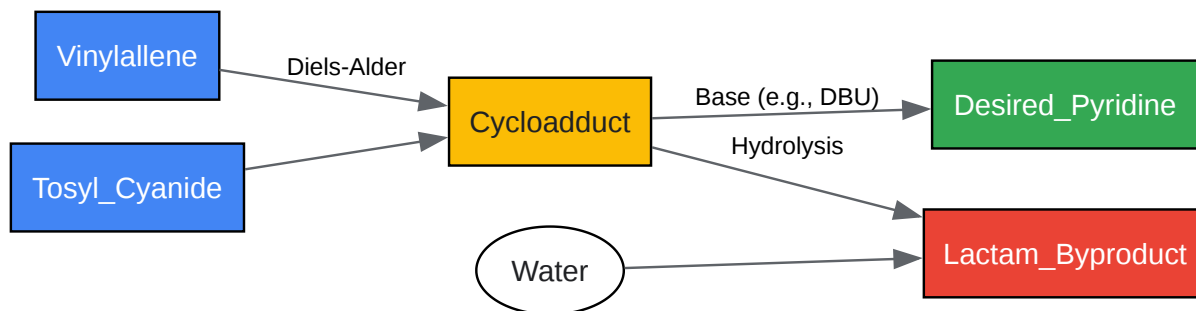 Vinylallene
Diels-Alder
Tosyl_Cyanide
Cycloadduct
Base (e.g., DBU)
Hydrolysis
Desired_Pyridine
Water
Lactam_Byproduct